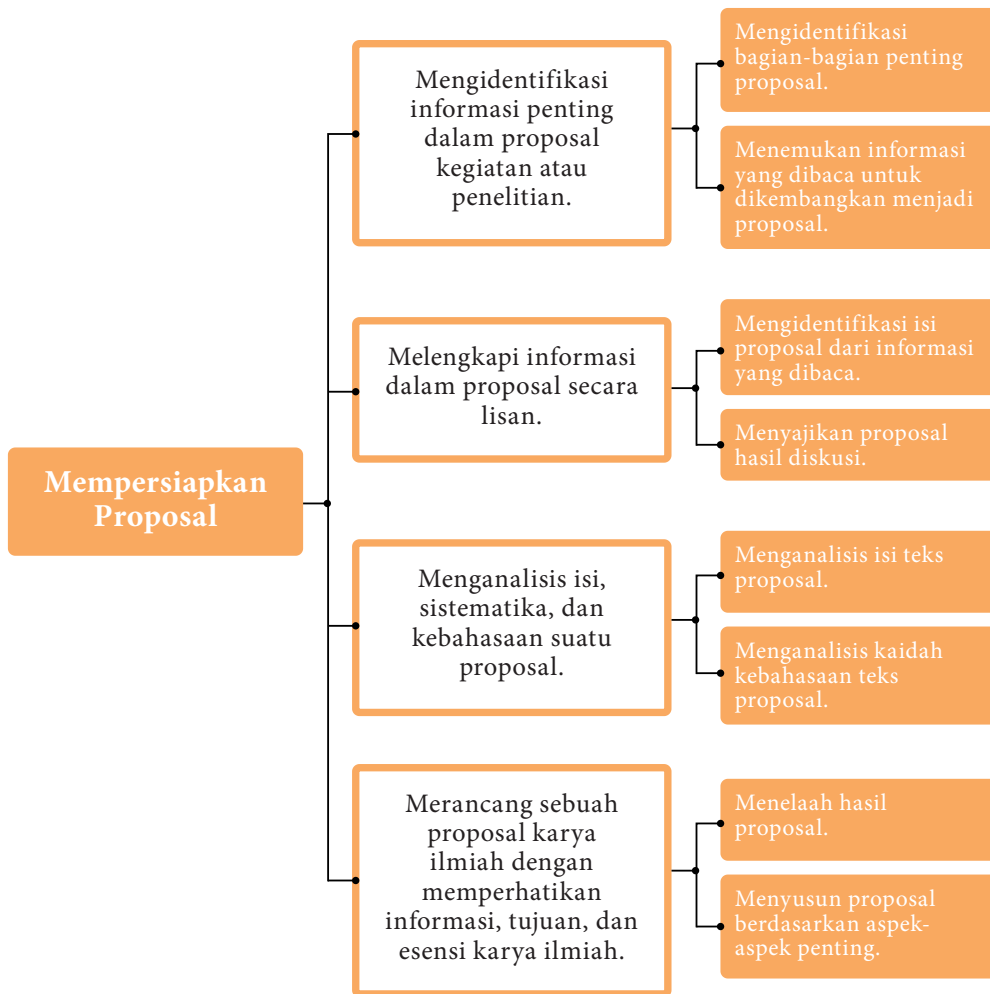 Mempersiapkan
Proposal
Mengidentifikasi
informasi penting
dalam proposal
kegiatan atau
penelitian.
Mengidentifikasi
bagian-bagian penting
proposal.
Menemukan informasi
yang dibaca untuk
dikembangkan menjadi
proposal.
Melengkapi informasi
dalam proposal secara
lisan.
Mengidentifikasi isi
proposal dari informasi
yang dibaca.
Menyajikan proposal
hasil diskusi.
Menganalisis isi,
sistematika, dan
kebahasaan suatu
proposal.
Menganalisis isi teks
proposal.
Menganalisis kaidah
kebahasaan teks
proposal.
Merancang sebuah
proposal karya
ilmiah dengan
memperhatikan
informasi, tujuan, dan
esensi karya ilmiah.
Menelaah hasil
proposal.
Menyusun proposal
berdasarkan aspek-
aspek penting.